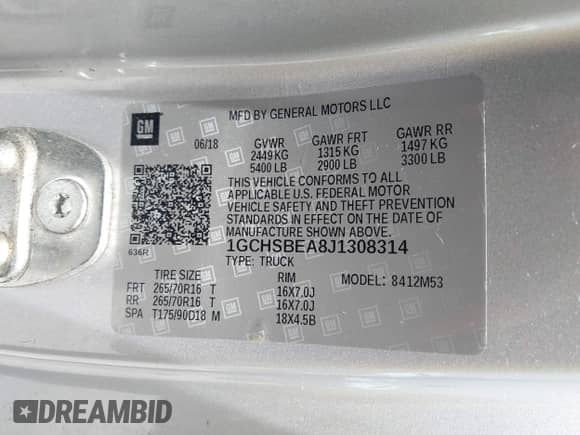 GM
MFD BY GENERAL MOTORS LLC
06/18 GVWR GAWR FRT GAWR RR
2449 KG 1315 KG 1497 KG
5400 LB 2900 LB 3300 LB
THIS VEHICLE CONFORMS TO ALL
APPLICABLE U.S. FEDERAL MOTOR
VEHICLE SAFETY AND THEFT PREVENTION
STANDARDS IN EFFECT ON THE DATE OF
MANUFACTURE SHOWN ABOVE.
1GCHSBEA8J1308314
636R TYPE: TRUCK
TIRE SIZE RIM MODEL: 8412M53
FRT 265/70R16 T 16X7.0J
RR 265/70R16 T 16X7.0J
SPA T175/90D18 M 18X4.5B
DREAMBID